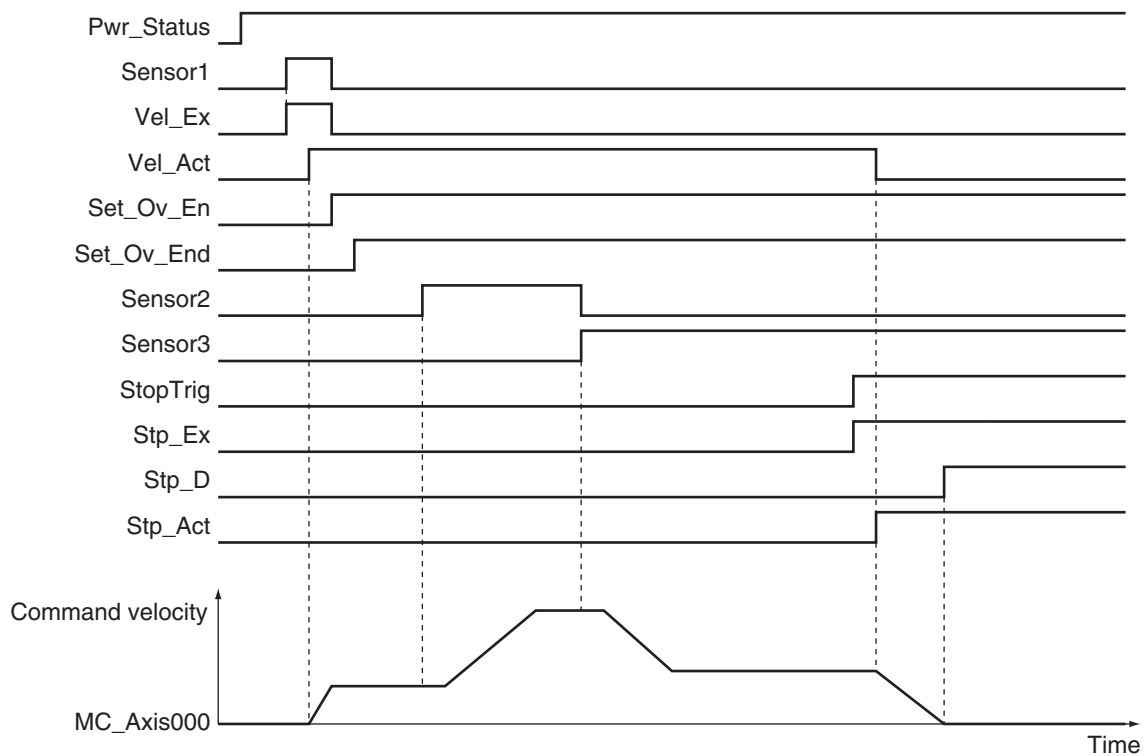 Pwr_Status
Sensor1
Vel_Ex
Vel_Act
Set_Ov_En
Set_Ov_End
Sensor2
Sensor3
StopTrig
Stp_Ex
Stp_D
Stp_Act
Command velocity
MC_Axis000
Time